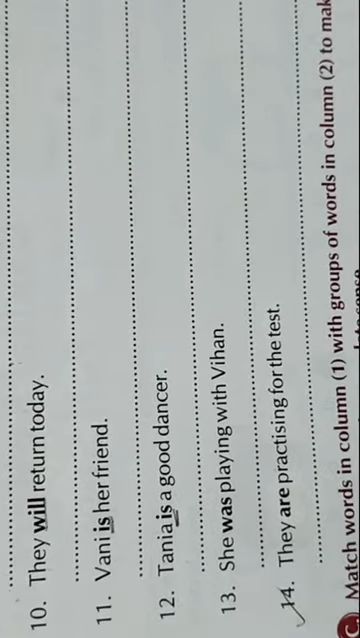 10. They will return today.
11. Vani is her friend.
12. Tania is a good dancer.
13. She was playing with Vihan.
14. They are practising for the test.
C. Match words in column (1) with groups of words in column (2) to mak